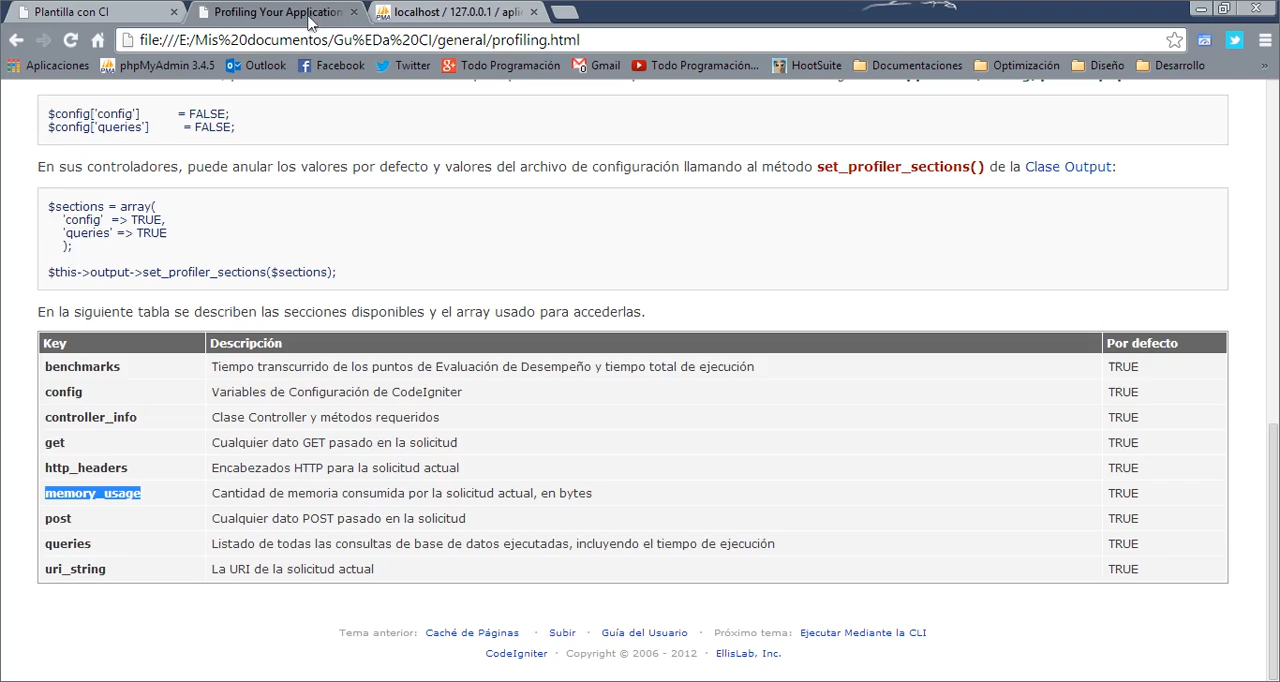 Plantilla con CI
Profiling Your Application
localhost / 127.0.0.1 / apli
file:///E:/Mis%20documentos/Gu%EDa%20CI/general/profiling.html
Aplicaciones phpMyAdmin 3.4.5 Outlook Facebook Twitter Todo Programación Gmail Todo Programación... HootSuite Documentaciones Optimización Diseño Desarrollo »
$config['config'] = FALSE;
$config['queries'] = FALSE;
En sus controladores, puede anular los valores por defecto y valores del archivo de configuración llamando al método set_profiler_sections() de la Clase Output:
$sections = array(
'config' => TRUE,
'queries' => TRUE
);
$this->output->set_profiler_sections($sections);
En la siguiente tabla se describen las secciones disponibles y el array usado para accederlas.
Key Descripción Por defecto
benchmarks Tiempo transcurrido de los puntos de Evaluación de Desempeño y tiempo total de ejecución TRUE
config Variables de Configuración de CodeIgniter TRUE
controller_info Clase Controller y métodos requeridos TRUE
get Cualquier dato GET pasado en la solicitud TRUE
http_headers Encabezados HTTP para la solicitud actual TRUE
memory_usage Cantidad de memoria consumida por la solicitud actual, en bytes TRUE
post Cualquier dato POST pasado en la solicitud TRUE
queries Listado de todas las consultas de base de datos ejecutadas, incluyendo el tiempo de ejecución TRUE
uri_string La URI de la solicitud actual TRUE
Tema anterior: Caché de Páginas · Subir · Guía del Usuario · Próximo tema: Ejecutar Mediante la CLI
CodeIgniter · Copyright © 2006 - 2012 · EllisLab, Inc.